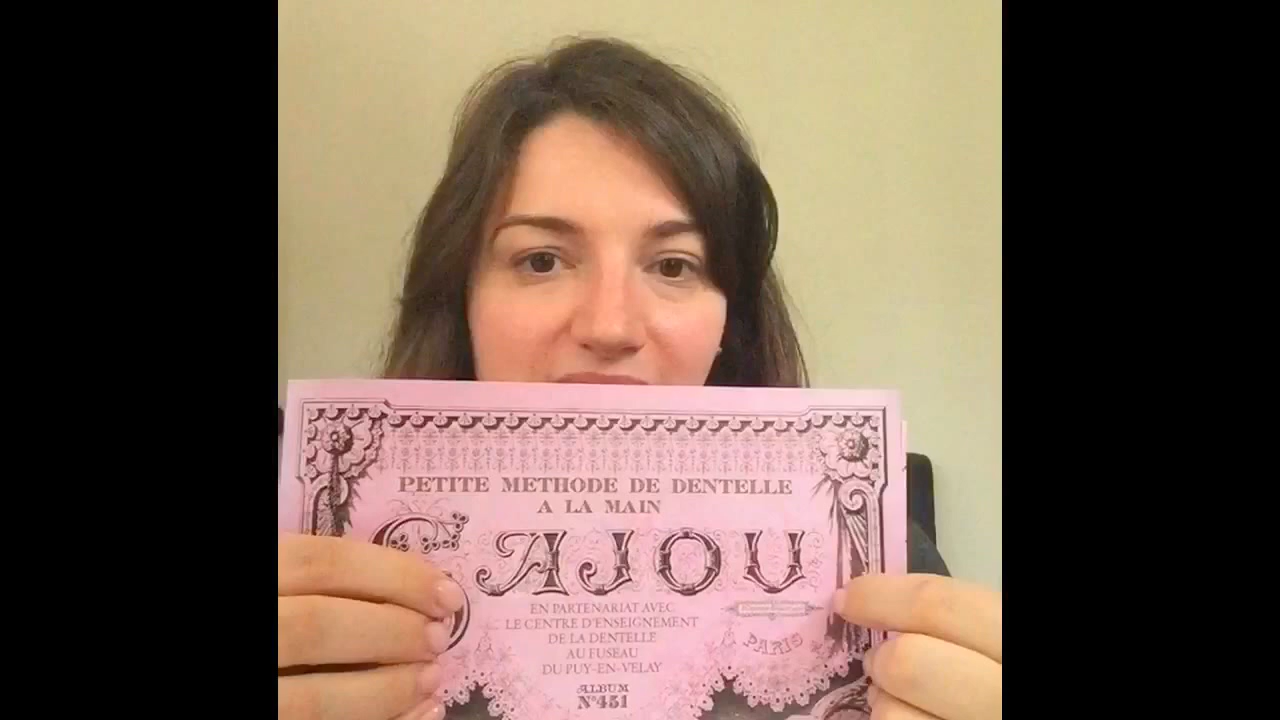 PETITE METHODE DE DENTELLE
A LA MAIN
SAJOU
EN PARTENARIAT AVEC
LE CENTRE D'ENSEIGNEMENT
DE LA DENTELLE
AU FUSEAU
DU PUY-EN-VELAY
PARIS
ALBUM
N°451